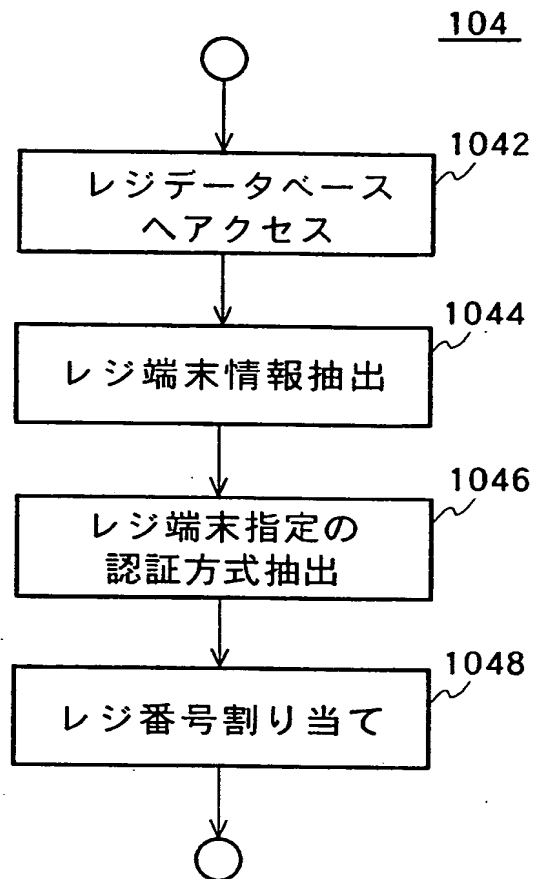 104
1042
レジデータベース
へアクセス
1044
レジ端末情報抽出
1046
レジ端末指定の
認証方式抽出
1048
レジ番号割り当て